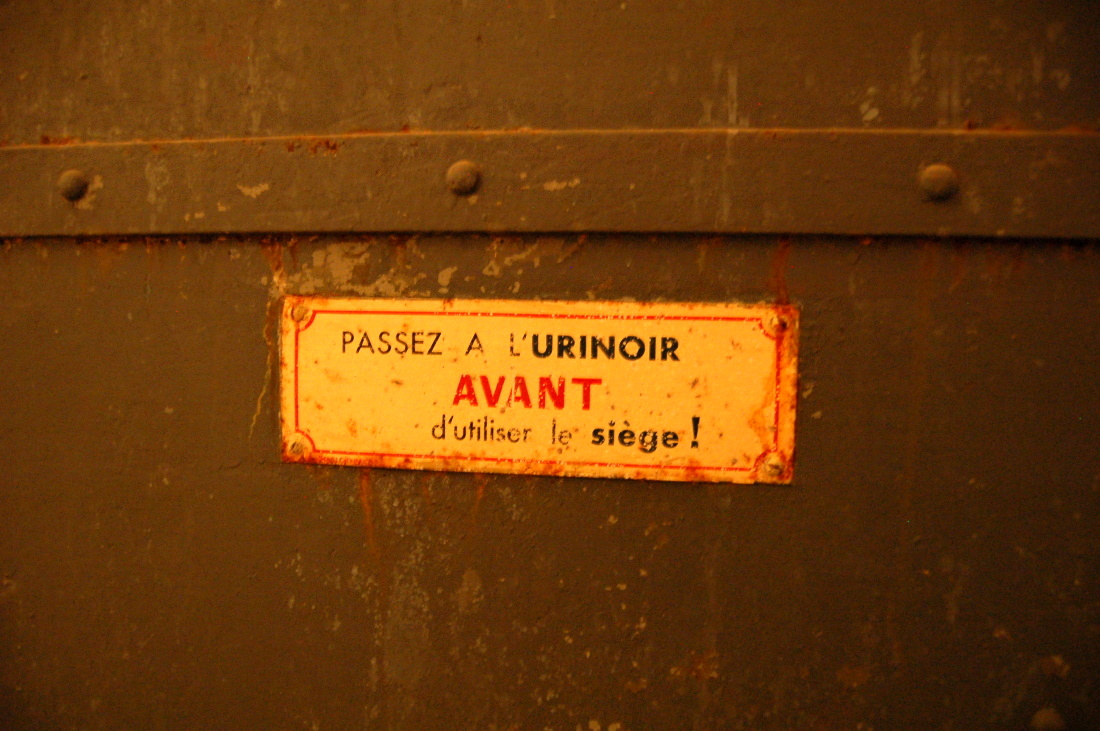 PASSEZ A L'URINOIR
AVANT
d'utiliser le siège !